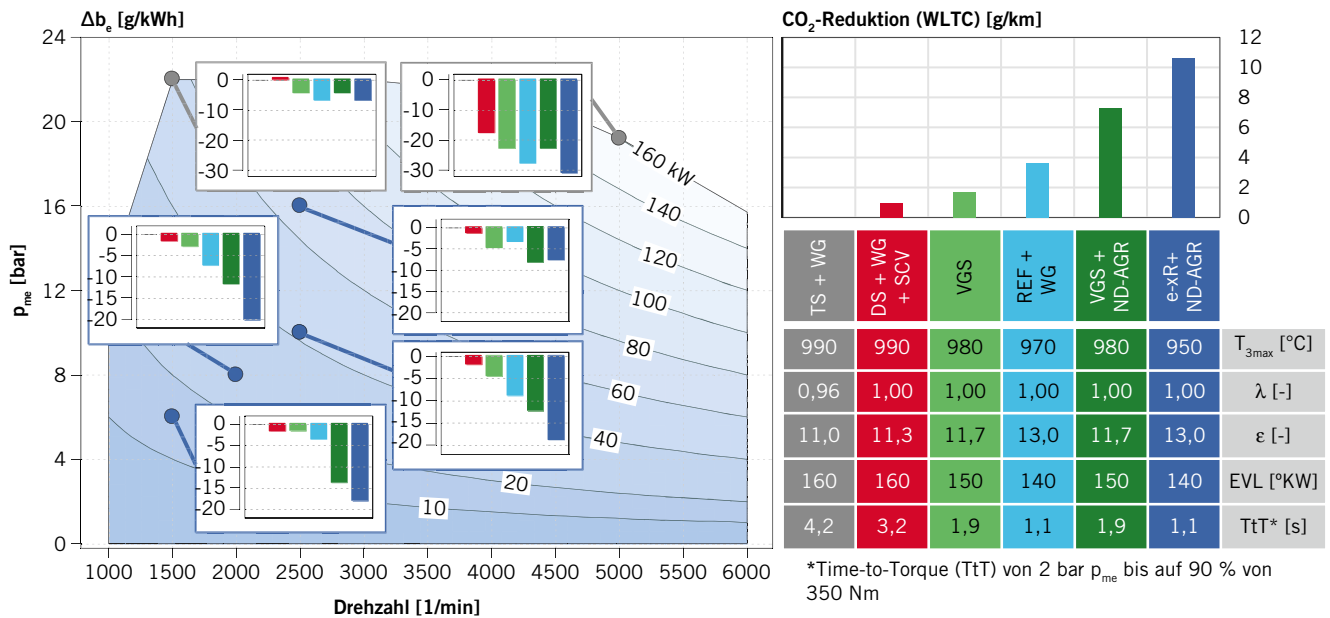 Δbₑ [g/kWh]
24
20
16
12
8
4
0
pₘₑ [bar]
1000 1500 2000 2500 3000 3500 4000 4500 5000 5500 6000
Drehzahl [1/min]
0
-10
-20
-30
0
-10
-20
-30
0
-5
-10
-15
-20
0
-5
-10
-15
-20
0
-5
-10
-15
-20
0
-5
-10
-15
-20
160 kW
140
120
100
80
60
40
20
10
CO₂-Reduktion (WLTC) [g/km]
12
10
8
6
4
2
0
TS + WG
DS + WG
+ SCV
VGS
REF +
WG
VGS +
ND-AGR
e-xR+
ND-AGR
990 990 980 970 980 950 T₃ₘₐₓ [°C]
0,96 1,00 1,00 1,00 1,00 1,00 λ [-]
11,0 11,3 11,7 13,0 11,7 13,0 ε [-]
160 160 150 140 150 140 EVL [°KW]
4,2 3,2 1,9 1,1 1,9 1,1 TtT* [s]
*Time-to-Torque (TtT) von 2 bar pₘₑ bis auf 90 % von
350 Nm